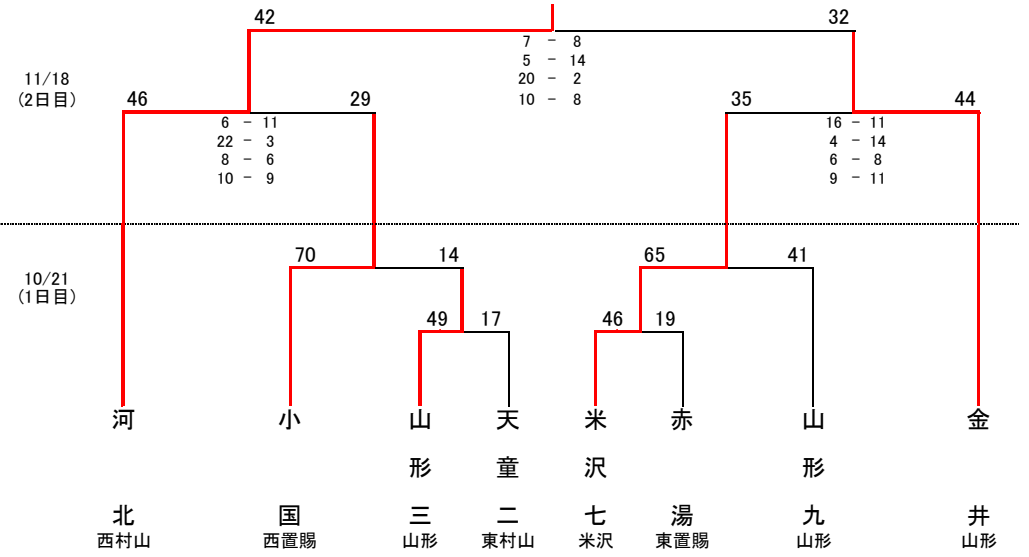 42 32
7 - 8
5 - 14
20 - 2
10 - 8
11/18
(2日目)
46 29 35 44
6 - 11
22 - 3
8 - 6
10 - 9
16 - 11
4 - 14
6 - 8
9 - 11
10/21
(1日目)
70 14 65 41
49 17 46 19
河北
西村山
小国
西置賜
山形三
山形
天童二
東村山
米沢七
米沢
赤湯
東置賜
山形九
山形
金井
山形